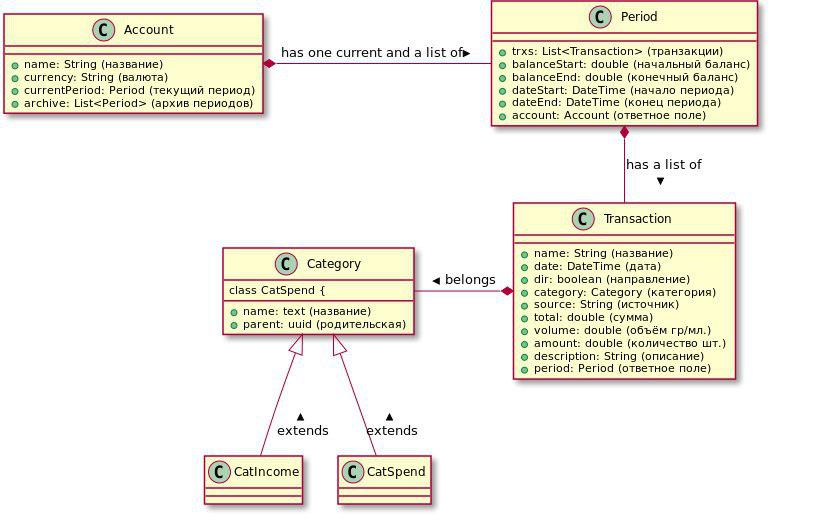 C Account
+ name: String (название)
+ currency: String (валюта)
+ currentPeriod: Period (текущий период)
+ archive: List<Period> (архив периодов)
has one current and a list of▶
C Period
trxs: List<Transaction> (транзакции)
balanceStart: double (начальный баланс)
balanceEnd: double (конечный баланс)
dateStart: DateTime (начало периода)
dateEnd: DateTime (конец периода)
account: Account (ответное поле)
has a list of
▼
C Transaction
name: String (название)
date: DateTime (дата)
dir: boolean (направление)
category: Category (категория)
source: String (источник)
total: double (сумма)
volume: double (объём гр/мл.)
amount: double (количество шт.)
description: String (описание)
period: Period (ответное поле)
◀ belongs
C Category
class CatSpend {
name: text (название)
parent: uuid (родительская)
▲
extends
▲
extends
C CatIncome
C CatSpend